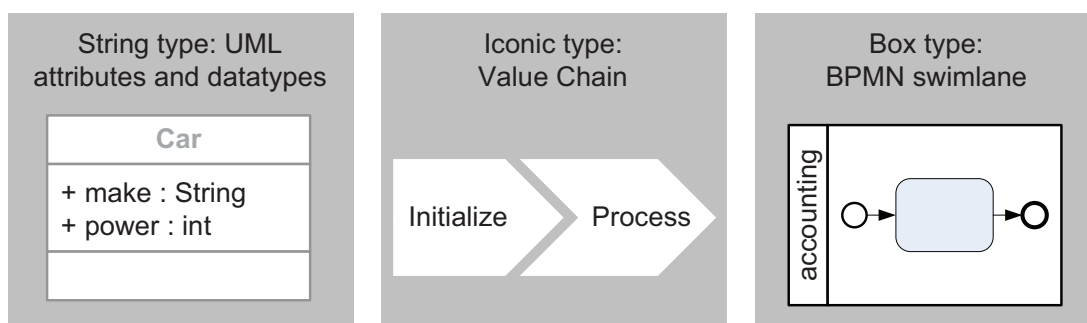 String type: UML
attributes and datatypes
Car
+ make : String
+ power : int
Iconic type:
Value Chain
Initialize
Process
Box type:
BPMN swimlane
accounting